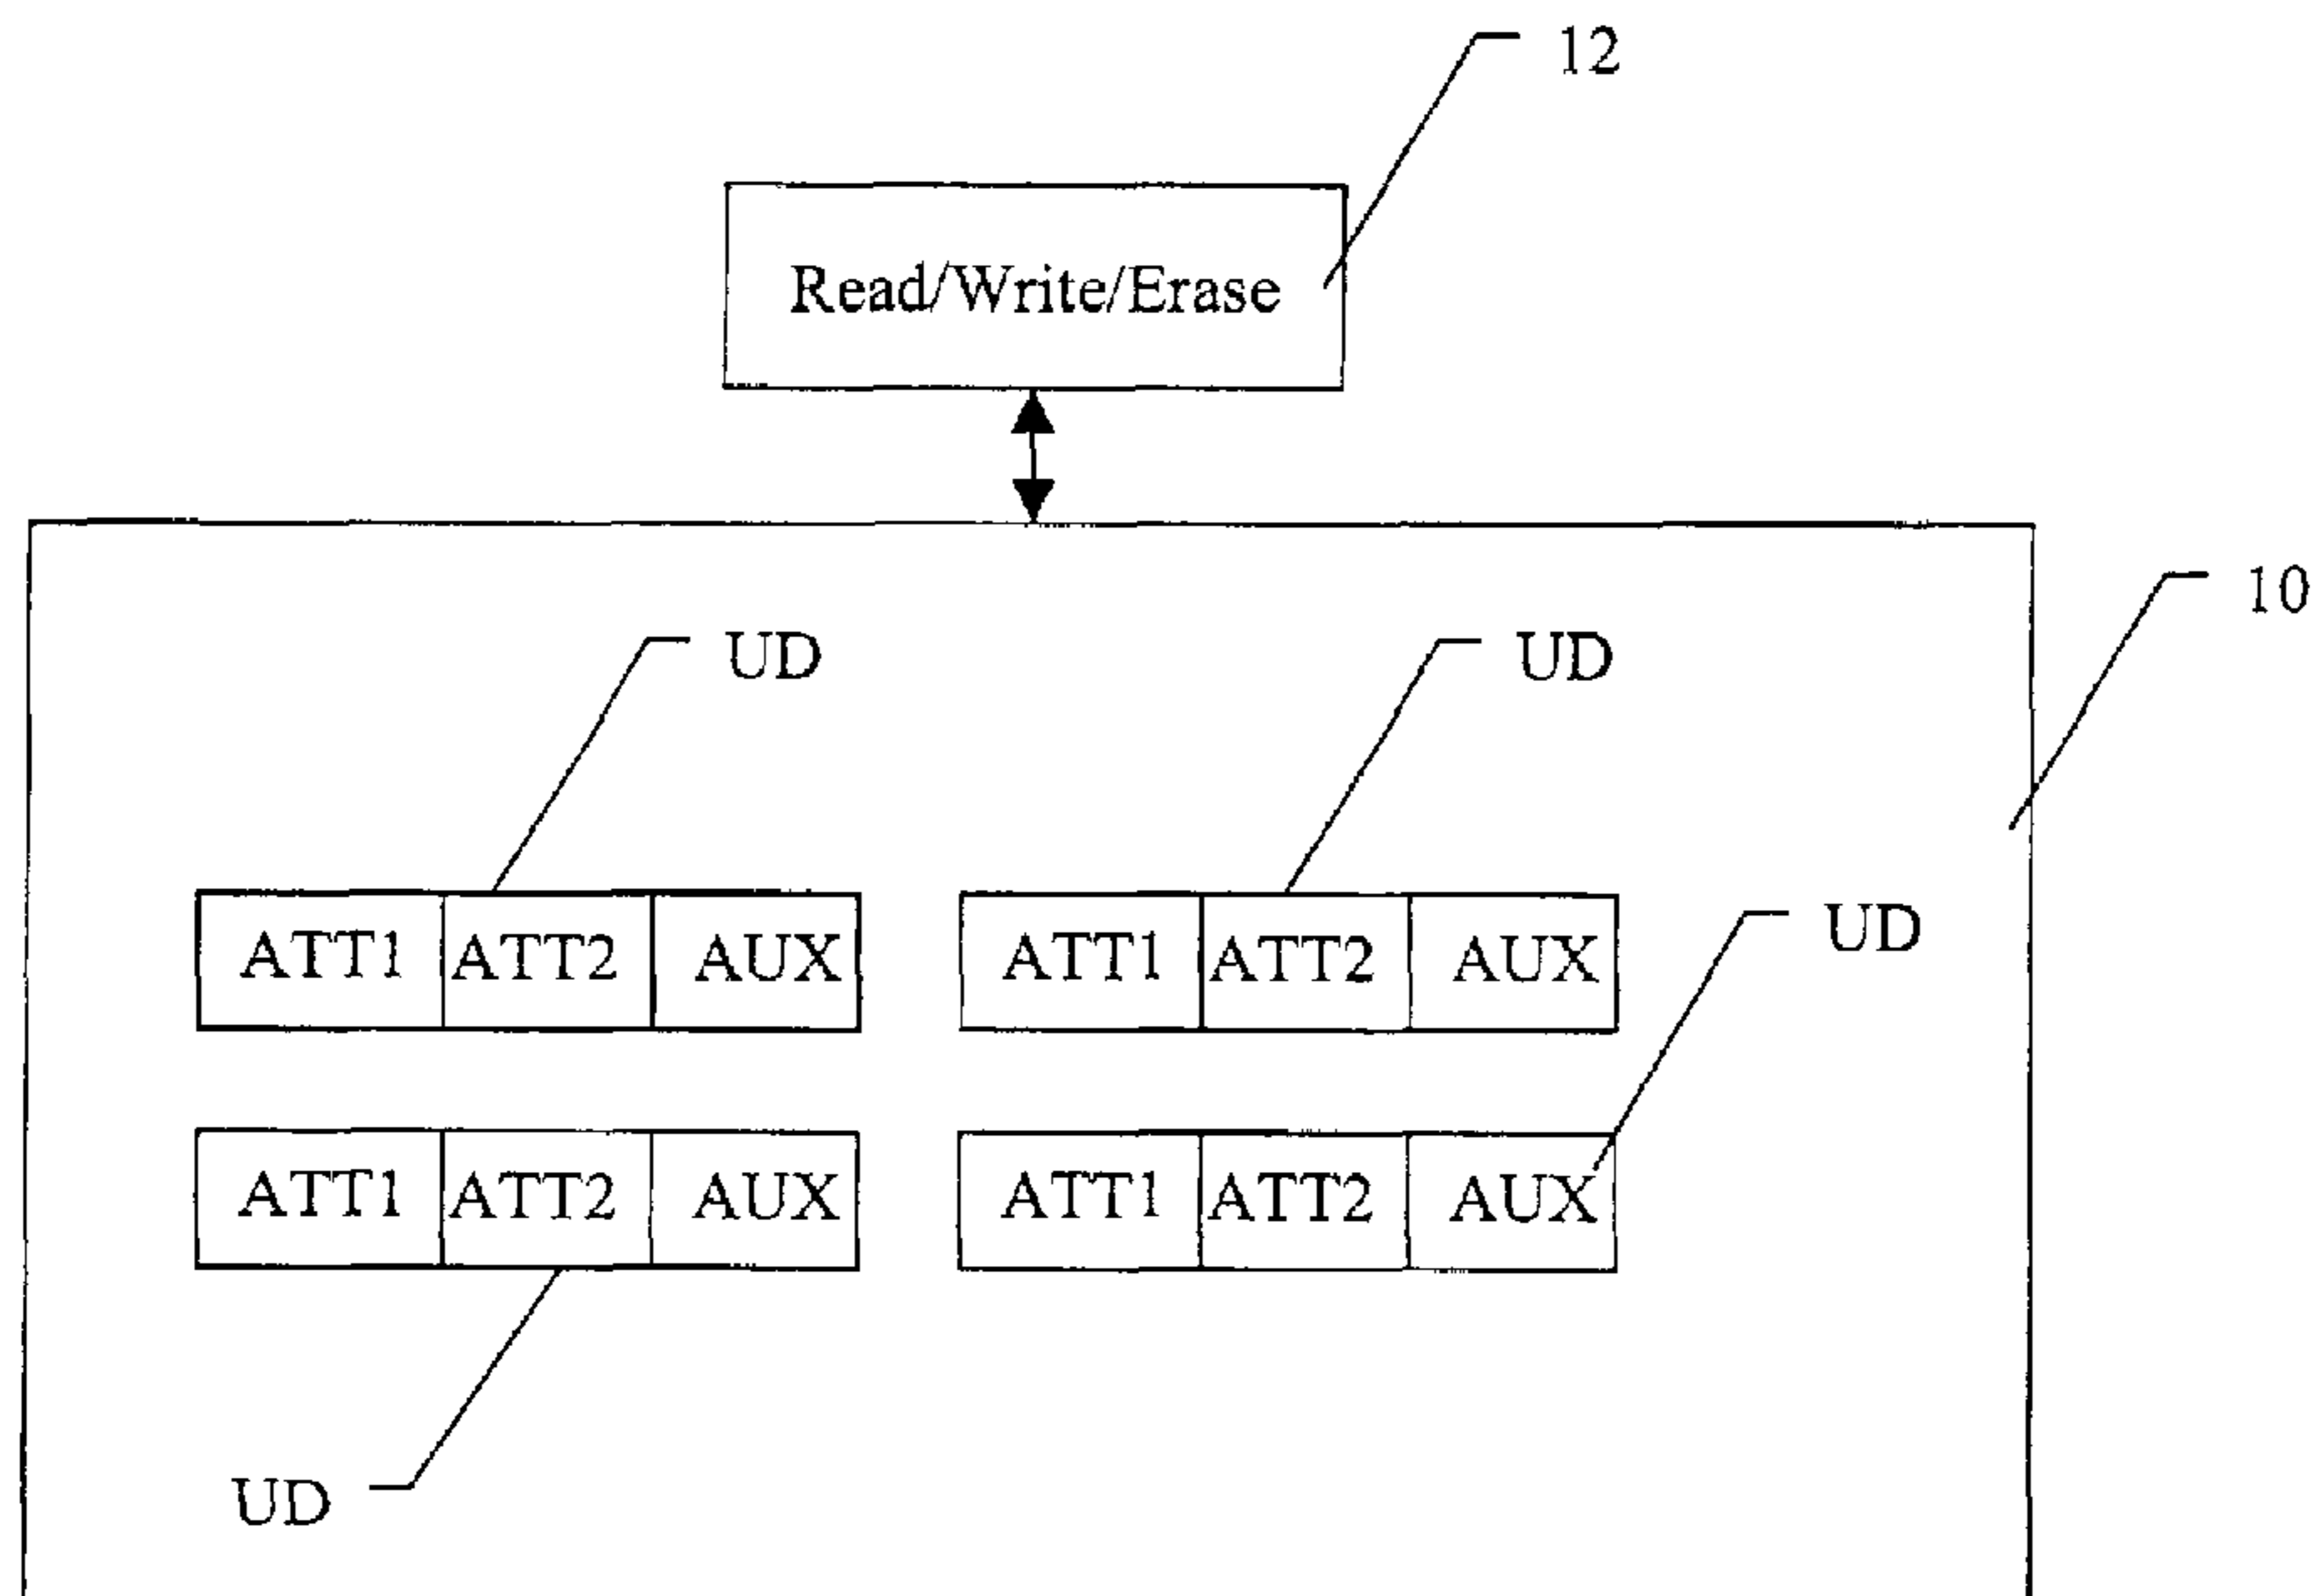 12
Read/Write/Erase
10
UD UD
UD
ATT1 ATT2 AUX ATT1 ATT2 AUX
ATT1 ATT2 AUX ATT1 ATT2 AUX
UD